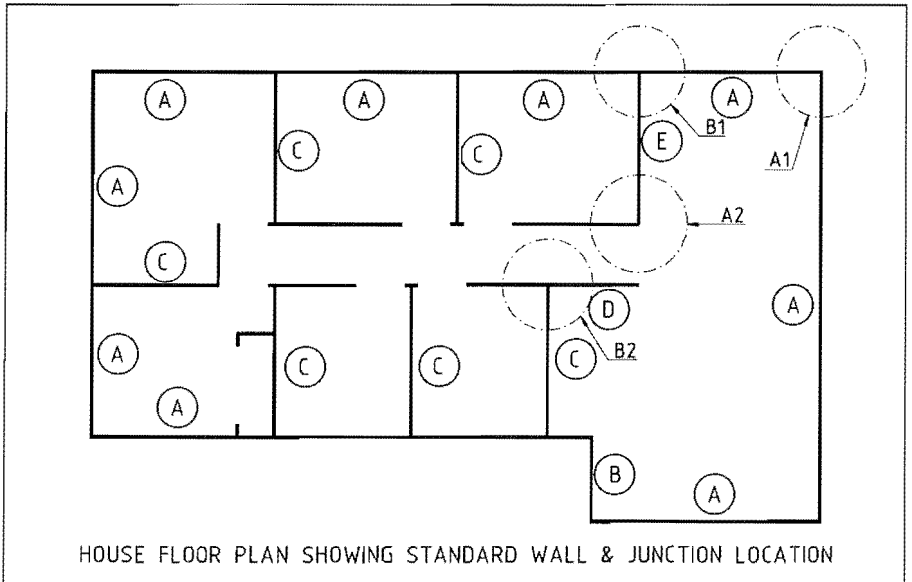 A A A A
B1
C C E
A1
A
A2
C
D A
A C C C B2
A
B A
HOUSE FLOOR PLAN SHOWING STANDARD WALL & JUNCTION LOCATION